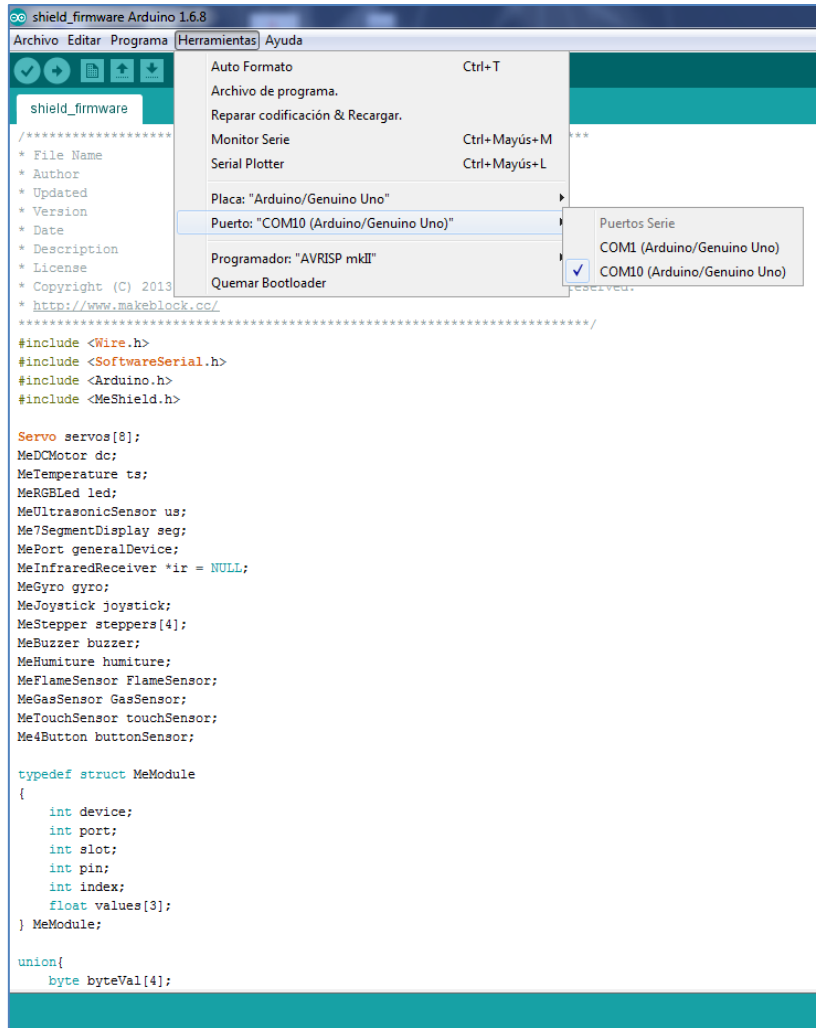 shield_firmware Arduino 1.6.8
Archivo Editar Programa Herramientas Ayuda
Auto Formato Ctrl+T
Archivo de programa.
Reparar codificación & Recargar.
Monitor Serie Ctrl+Mayús+M
Serial Plotter Ctrl+Mayús+L
Placa: "Arduino/Genuino Uno"
Puerto: "COM10 (Arduino/Genuino Uno)"
Programador: "AVRISP mkII"
Quemar Bootloader
Puertos Serie
COM1 (Arduino/Genuino Uno)
COM10 (Arduino/Genuino Uno)
shield_firmware
/*******************
***
* File Name
* Author
* Updated
* Version
* Date
* Description
* License
* Copyright (C) 2013 reserved.
* http://www.makeblock.cc/
**************************************************************************/
#include <Wire.h>
#include <SoftwareSerial.h>
#include <Arduino.h>
#include <MeShield.h>
Servo servos[8];
MeDCMotor dc;
MeTemperature ts;
MeRGBLed led;
MeUltrasonicSensor us;
Me7SegmentDisplay seg;
MePort generalDevice;
MeInfraredReceiver *ir = NULL;
MeGyro gyro;
MeJoystick joystick;
MeStepper steppers[4];
MeBuzzer buzzer;
MeHumiture humiture;
MeFlameSensor FlameSensor;
MeGasSensor GasSensor;
MeTouchSensor touchSensor;
Me4Button buttonSensor;
typedef struct MeModule
{
int device;
int port;
int slot;
int pin;
int index;
float values[3];
} MeModule;
union{
byte byteVal[4];